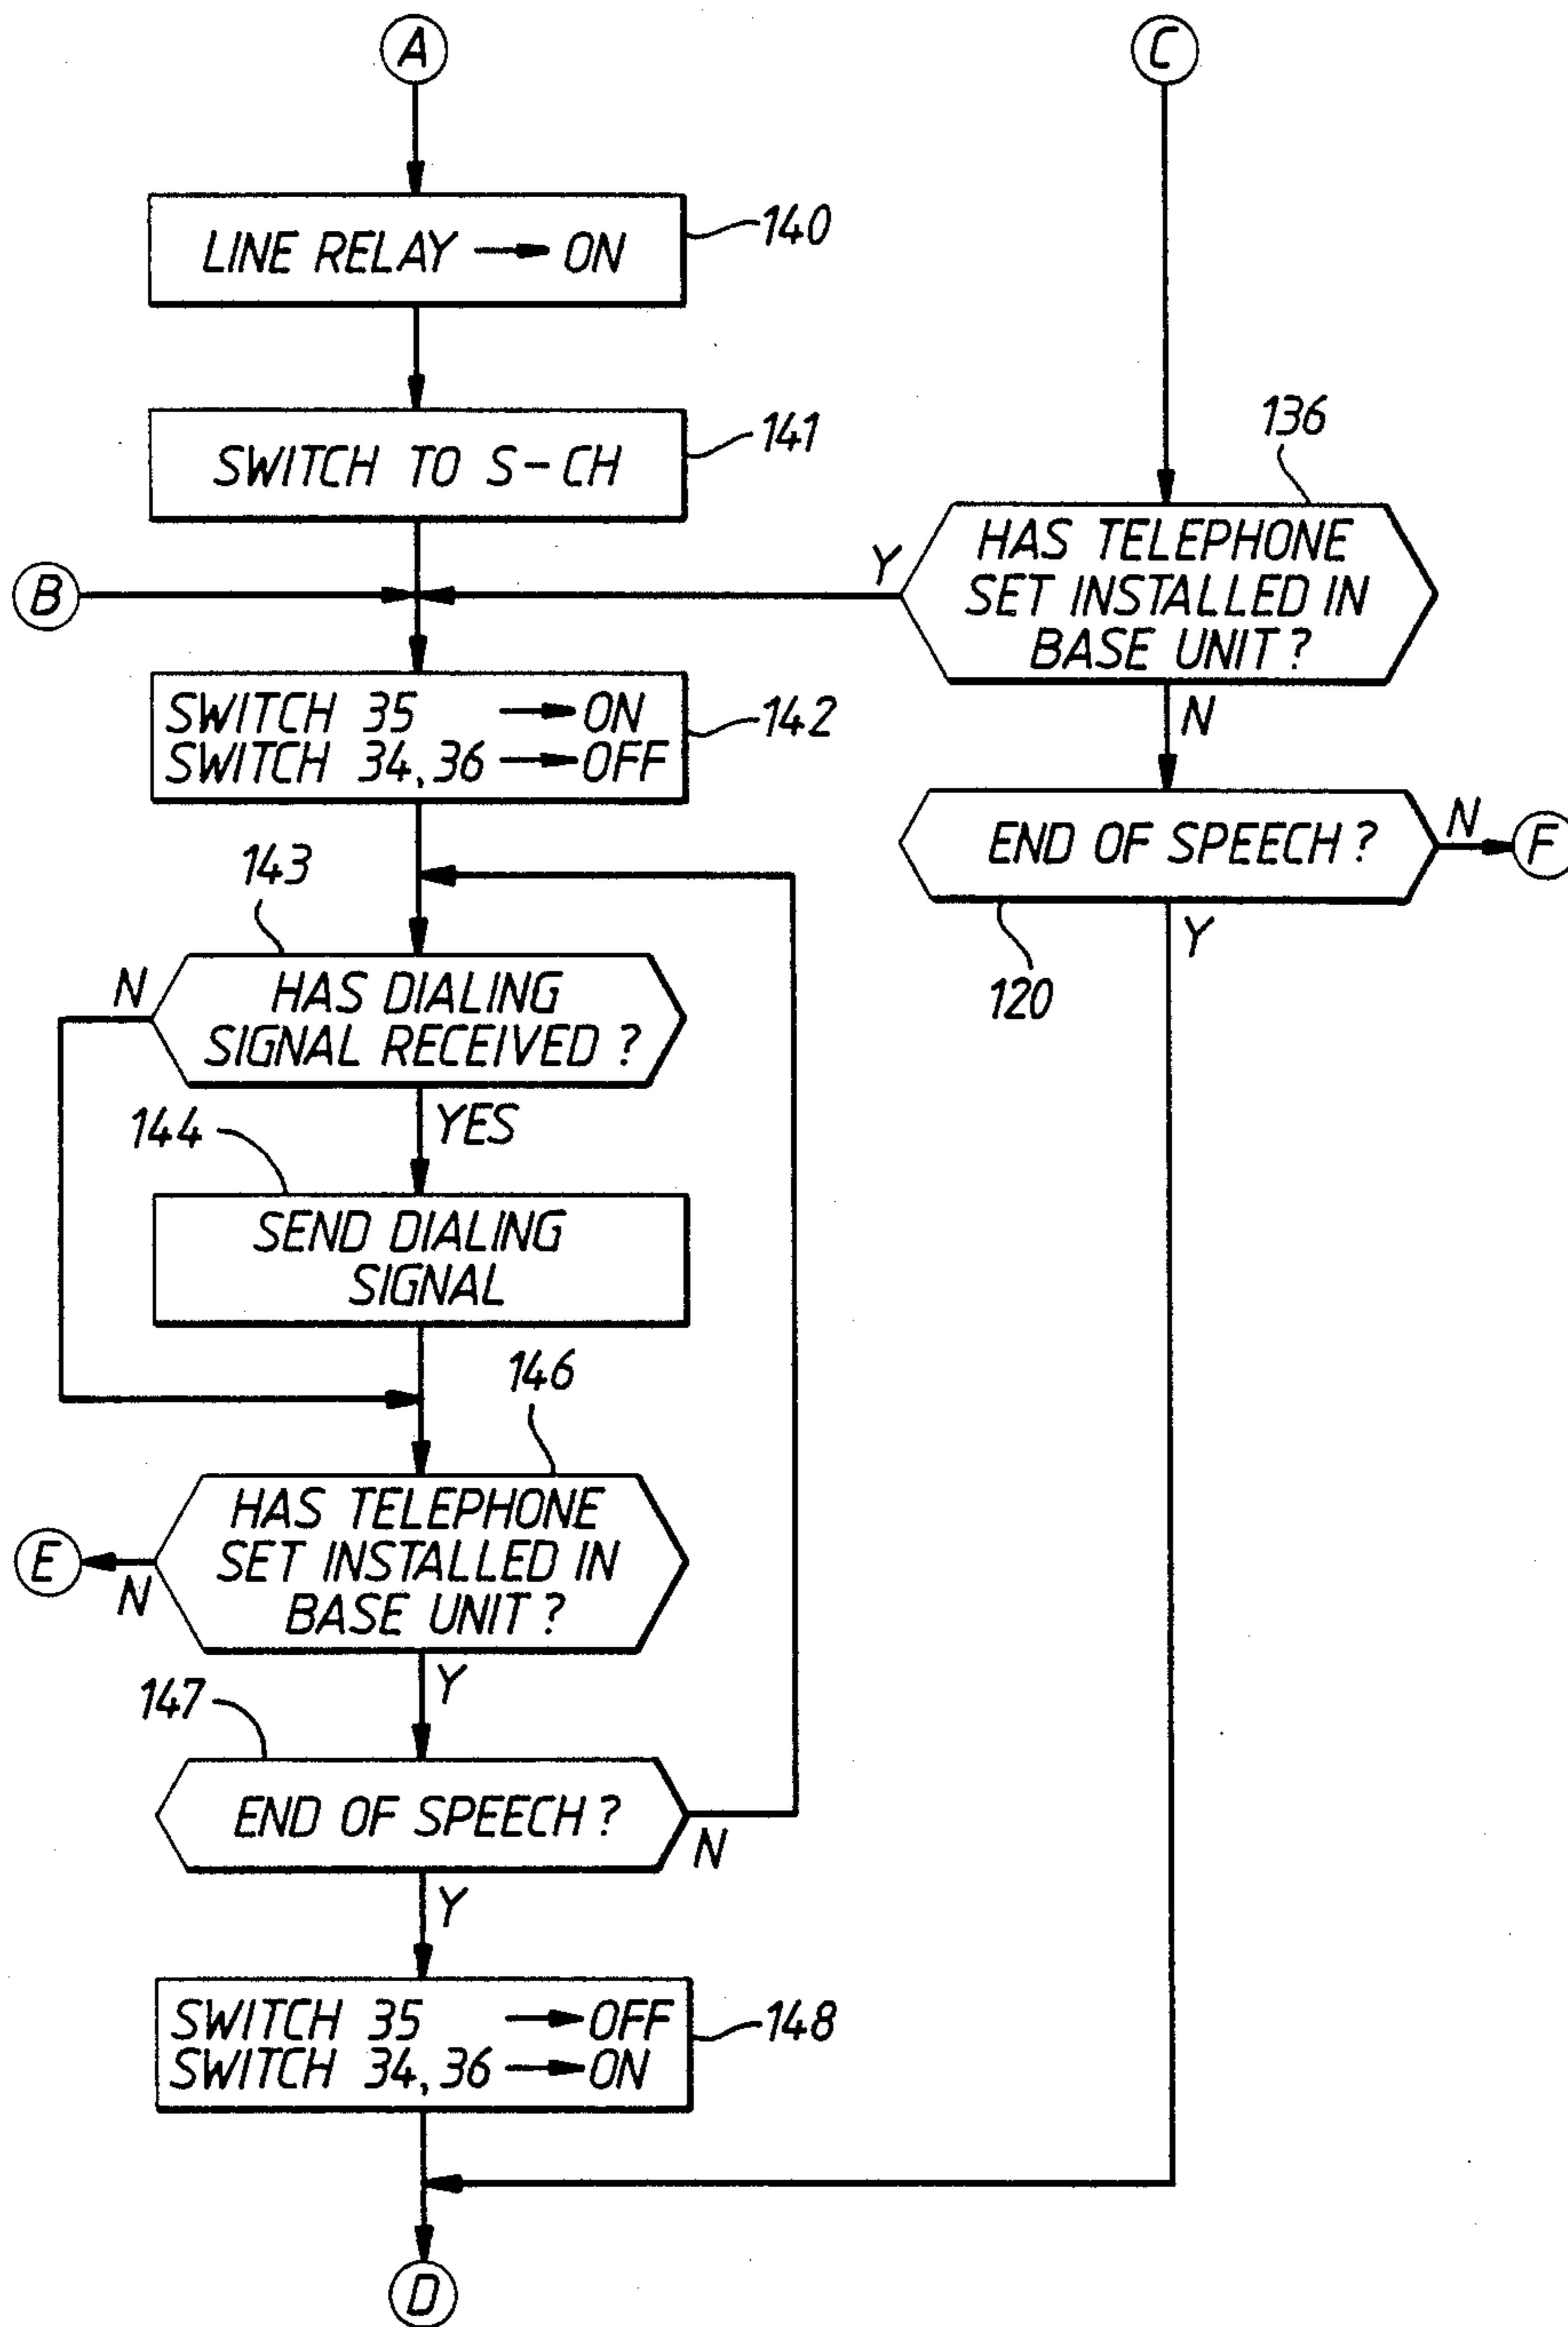 A
C
LINE RELAY → ON
140
SWITCH TO S-CH
141
136
HAS TELEPHONE
SET INSTALLED IN
BASE UNIT?
Y
N
B
SWITCH 35 → ON
SWITCH 34, 36 → OFF
142
END OF SPEECH?
N
F
Y
120
143
HAS DIALING
SIGNAL RECEIVED?
N
YES
144
SEND DIALING
SIGNAL
146
HAS TELEPHONE
SET INSTALLED IN
BASE UNIT?
E
N
Y
147
END OF SPEECH?
N
Y
SWITCH 35 → OFF
SWITCH 34, 36 → ON
148
D